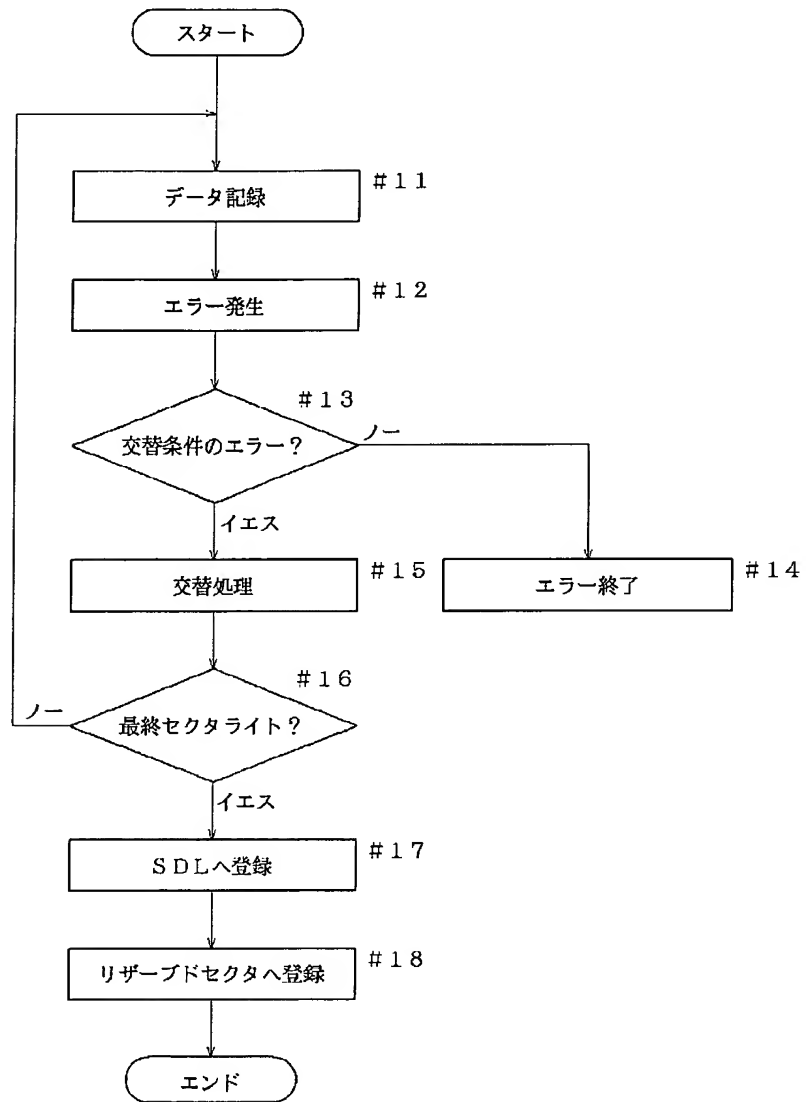 スタート
#11
データ記録
#12
エラー発生
#13
交替条件のエラー?
ノー
イエス
#15
交替処理
#14
エラー終了
#16
ノー
最終セクタライト?
イエス
#17
SDLへ登録
#18
リザーブドセクタへ登録
エンド